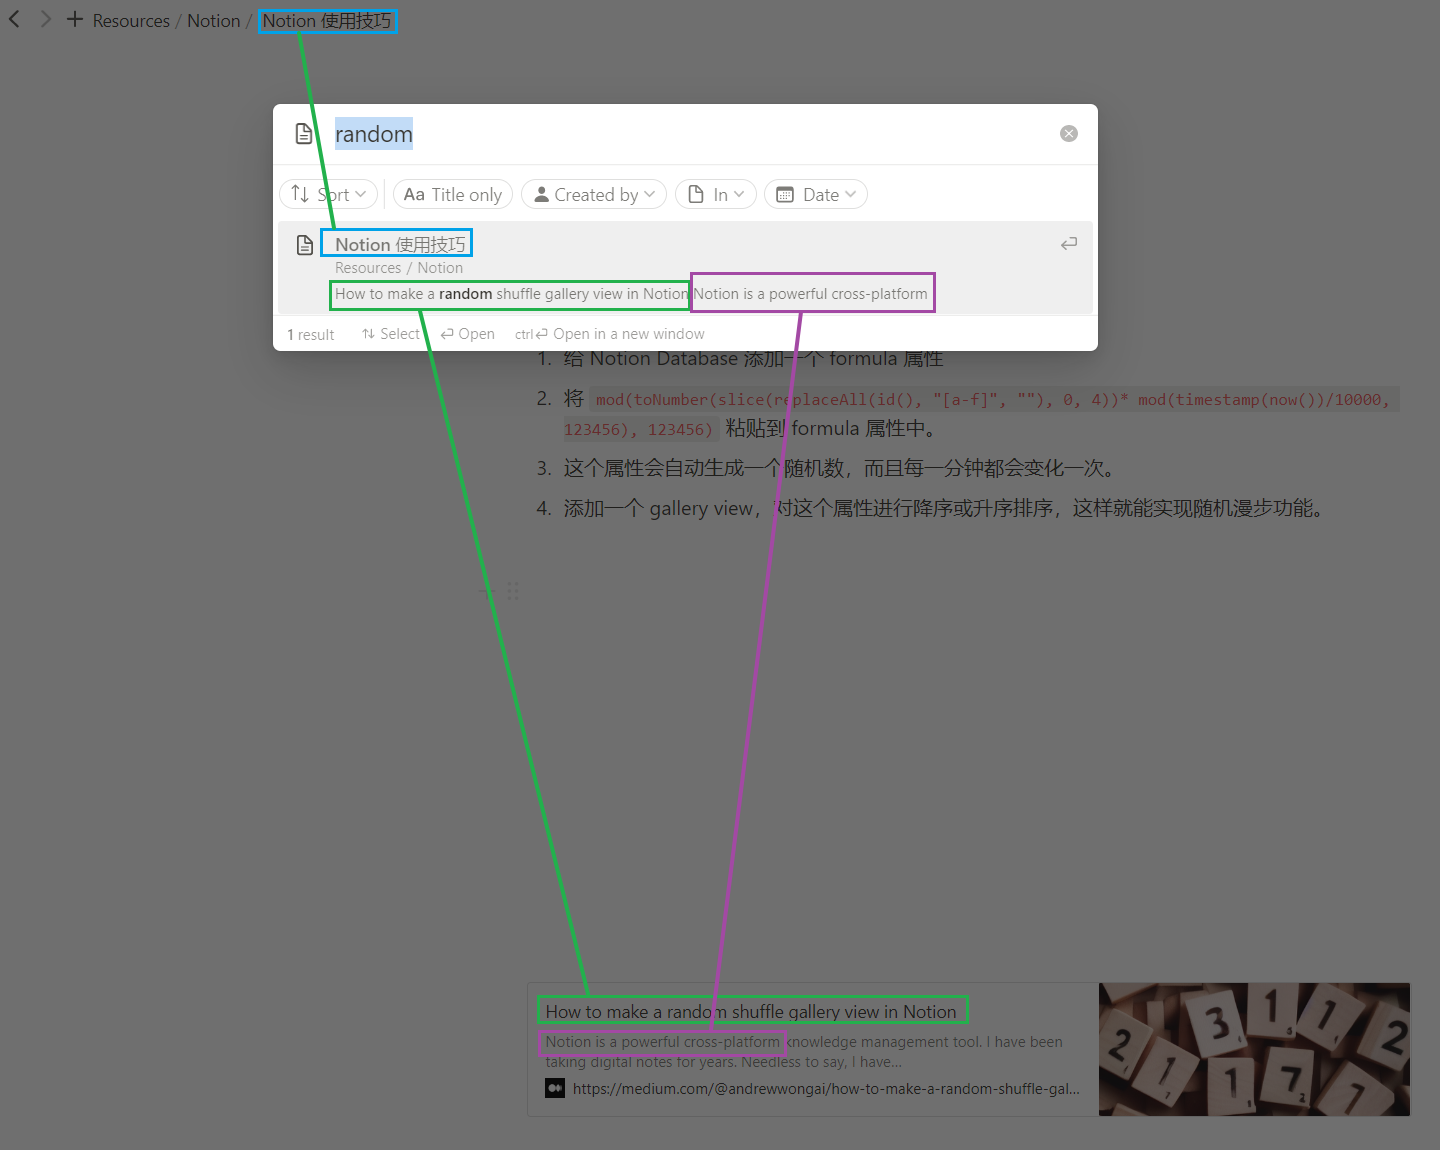 Resources / Notion / Notion 使用技巧
random
Sort
Aa Title only
Created by
In
Date
Notion 使用技巧
Resources / Notion
How to make a random shuffle gallery view in Notion Notion is a powerful cross-platform
1 result
Select
Open
ctrl Open in a new window
1. 给 Notion Database 添加一个 formula 属性
2. 将 mod(toNumber(slice(replaceAll(id(), "[a-f]", ""), 0, 4))* mod(timestamp(now())/10000,
123456), 123456) 粘贴到 formula 属性中。
3. 这个属性会自动生成一个随机数，而且每一分钟都会变化一次。
4. 添加一个 gallery view，对这个属性进行降序或升序排序，这样就能实现随机漫步功能。
How to make a random shuffle gallery view in Notion
Notion is a powerful cross-platform knowledge management tool. I have been
taking digital notes for years. Needless to say, I have...
https://medium.com/@andrewwongai/how-to-make-a-random-shuffle-gal...